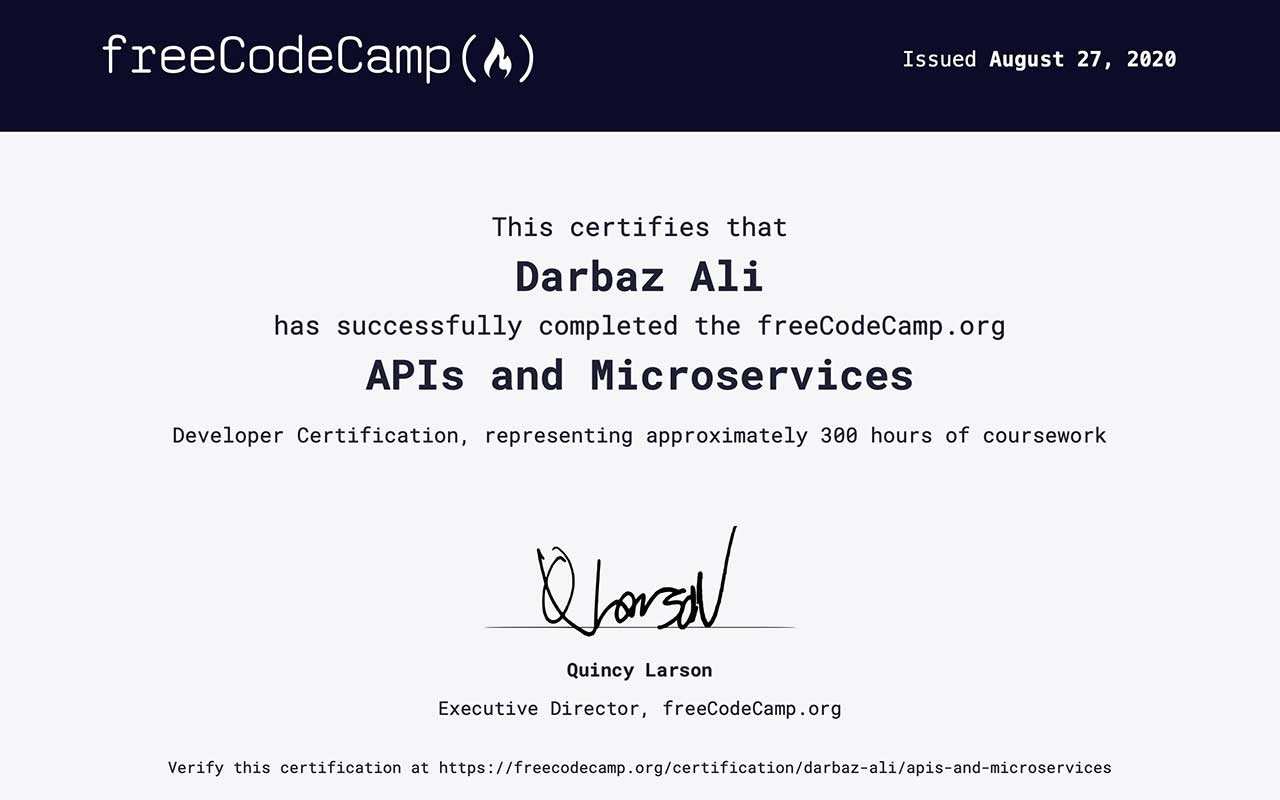 freeCodeCamp(🔥)
Issued August 27, 2020
This certifies that
Darbaz Ali
has successfully completed the freeCodeCamp.org
APIs and Microservices
Developer Certification, representing approximately 300 hours of coursework
Q Larson
Quincy Larson
Executive Director, freeCodeCamp.org
Verify this certification at https://freecodecamp.org/certification/darbaz-ali/apis-and-microservices